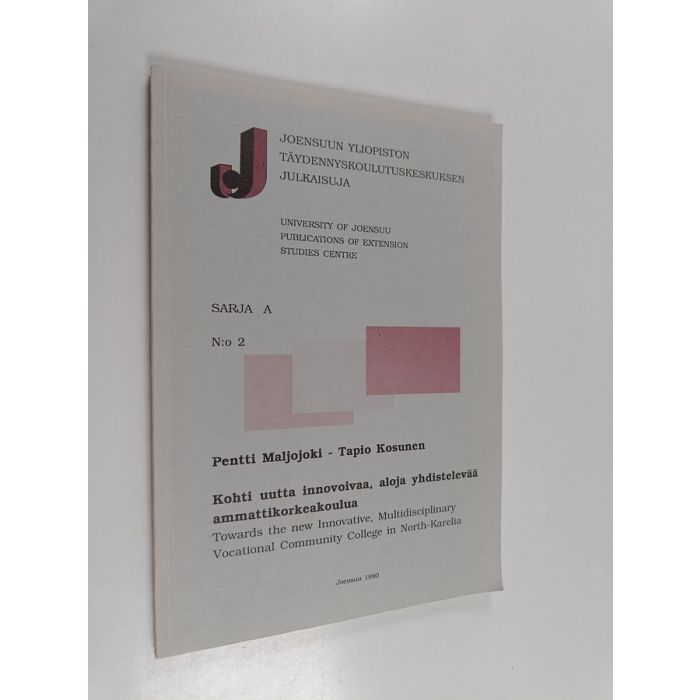 JOENSUUN YLIOPISTON
TÄYDENNYSKOULUTUSKESKUKSEN
JULKAISUJA
UNIVERSITY OF JOENSUU
PUBLICATIONS OF EXTENSION
STUDIES CENTRE
SARJA A
N:o 2
Pentti Maljojoki - Tapio Kosunen
Kohti uutta innovoivaa, aloja yhdistelevää
ammattikorkeakoulua
Towards the new Innovative, Multidisciplinary
Vocational Community College in North-Karelia
Joensuu 1990